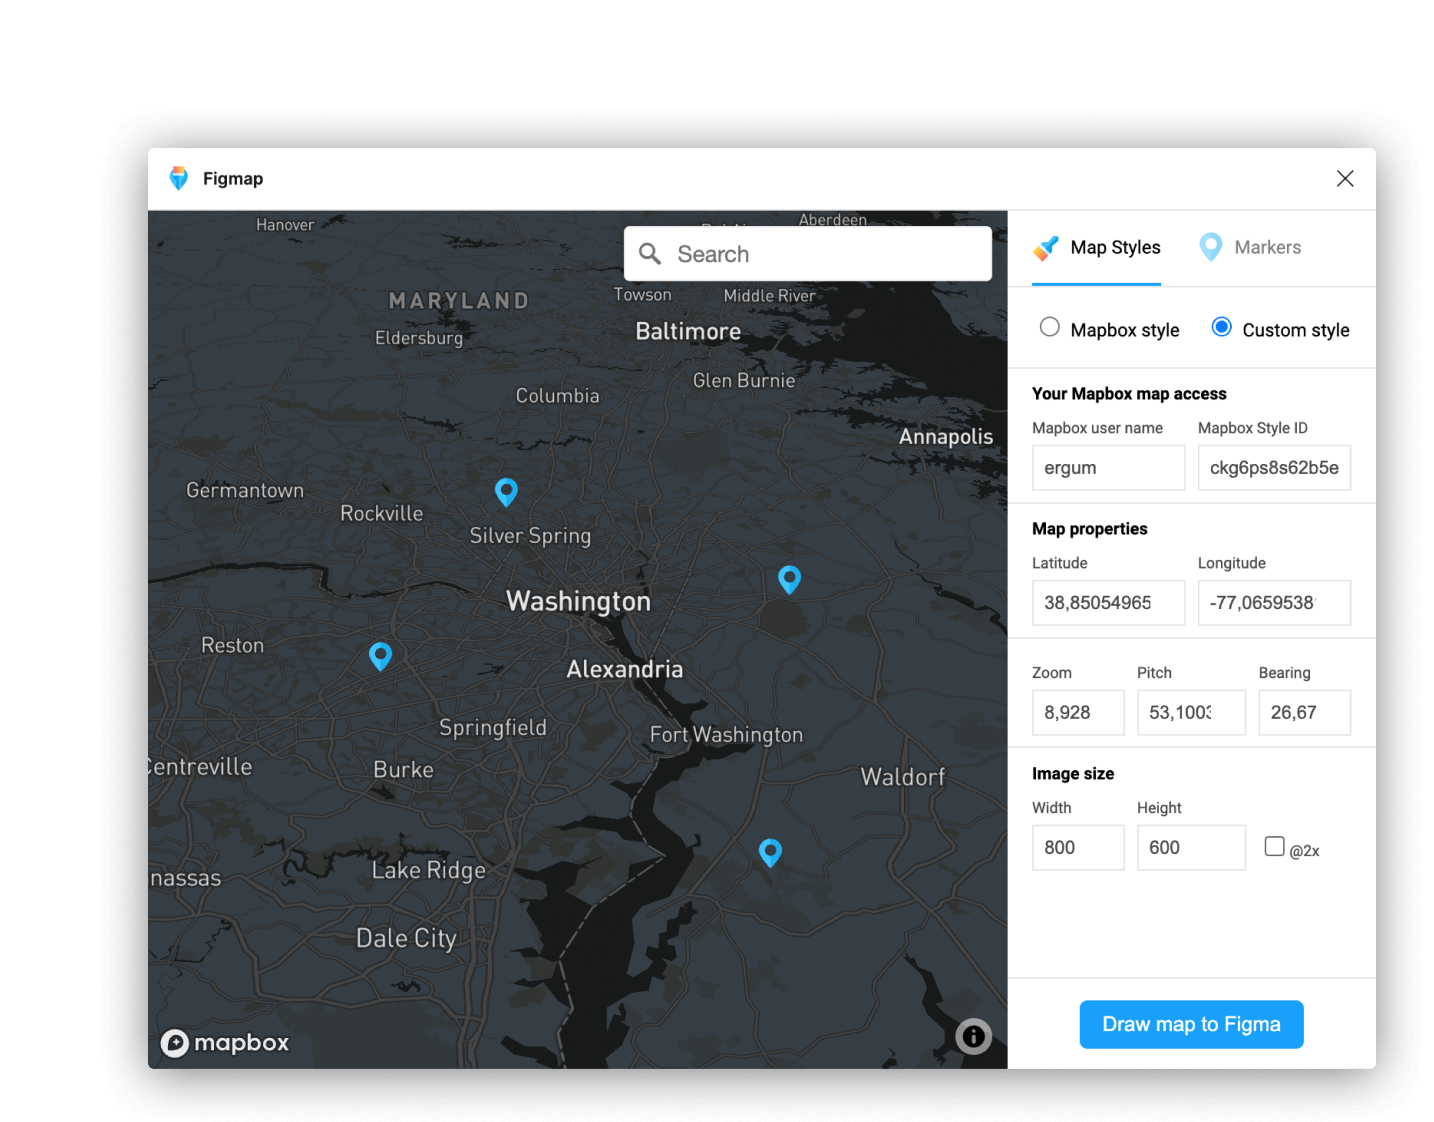 Figmap
Hanover
Aberdeen
Search
MARYLAND
Towson
Middle River
Eldersburg
Baltimore
Glen Burnie
Columbia
Annapolis
Germantown
Rockville
Silver Spring
Washington
Reston
Alexandria
Springfield
Fort Washington
Centreville
Burke
Waldorf
Lake Ridge
nassas
Dale City
mapbox
Map Styles
Markers
Mapbox style
Custom style
Your Mapbox map access
Mapbox user name
Mapbox Style ID
ergum
ckg6ps8s62b5e
Map properties
Latitude
Longitude
38,85054965
-77,0659538
Zoom
Pitch
Bearing
8,928
53,1003
26,67
Image size
Width
Height
800
600
@2x
Draw map to Figma